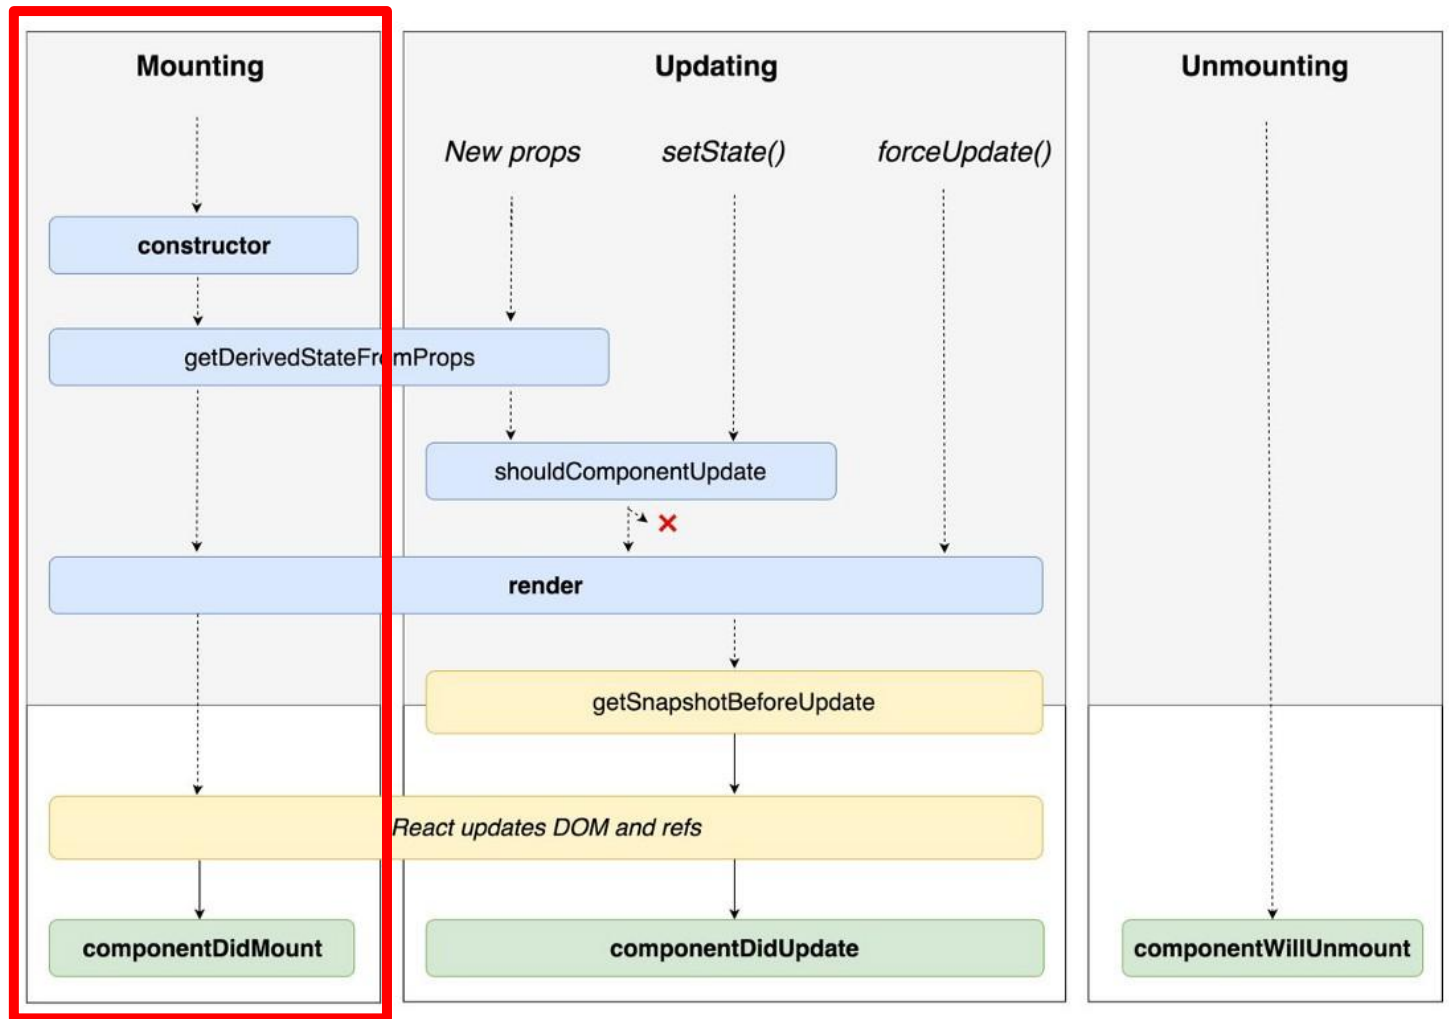 Mounting
Updating
Unmounting
New props
setState()
forceUpdate()
constructor
getDerivedStateFromProps
shouldComponentUpdate
render
getSnapshotBeforeUpdate
React updates DOM and refs
componentDidMount
componentDidUpdate
componentWillUnmount